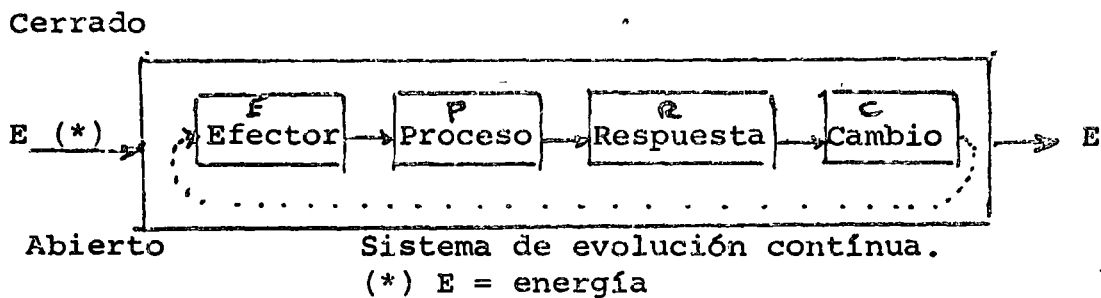 Cerrado
E P R C
E (*) Efector Proceso Respuesta Cambio E
Abierto Sistema de evolución contínua.
(*) E = energía